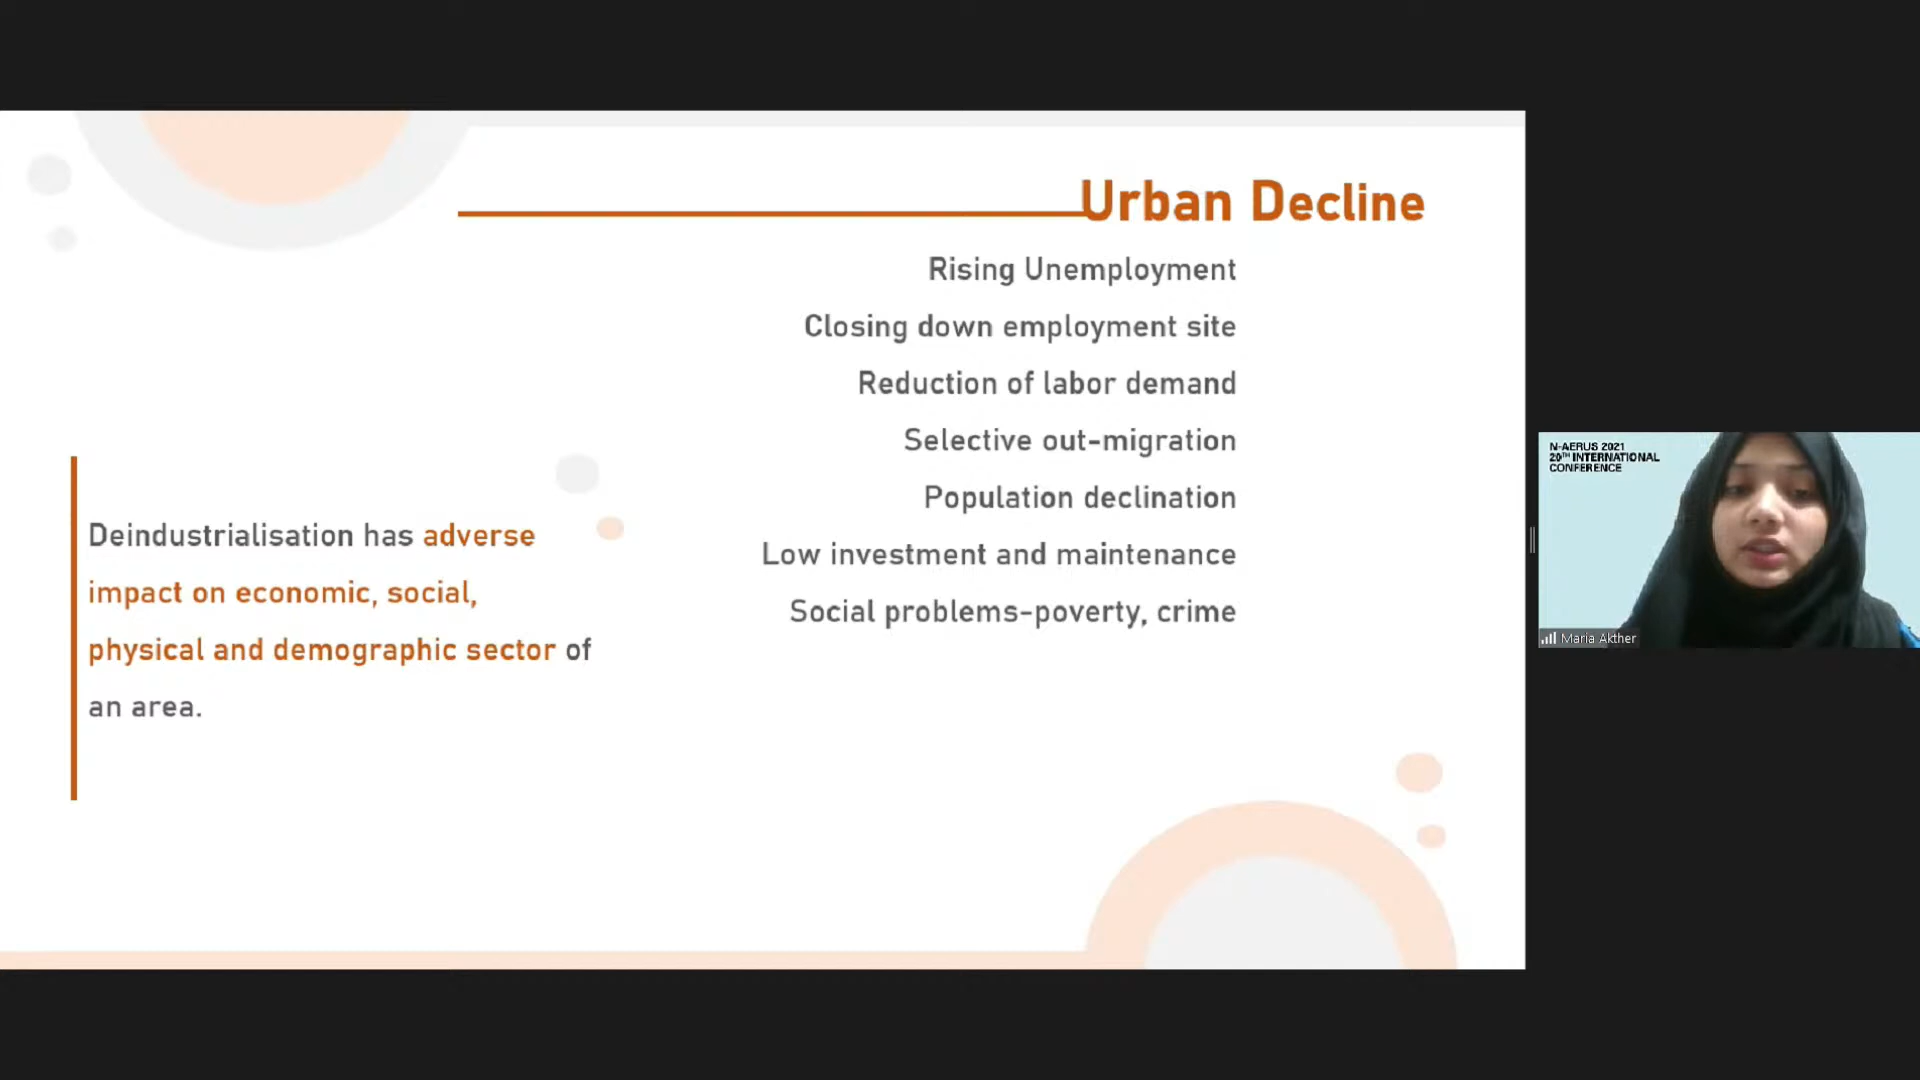 Urban Decline
Rising Unemployment
Closing down employment site
Reduction of labor demand
Selective out-migration
Population declination
Low investment and maintenance
Social problems-poverty, crime
Deindustrialisation has adverse
impact on economic, social,
physical and demographic sector of
an area.
N-AERUS 2021
20TH INTERNATIONAL
CONFERENCE
Maria Akther